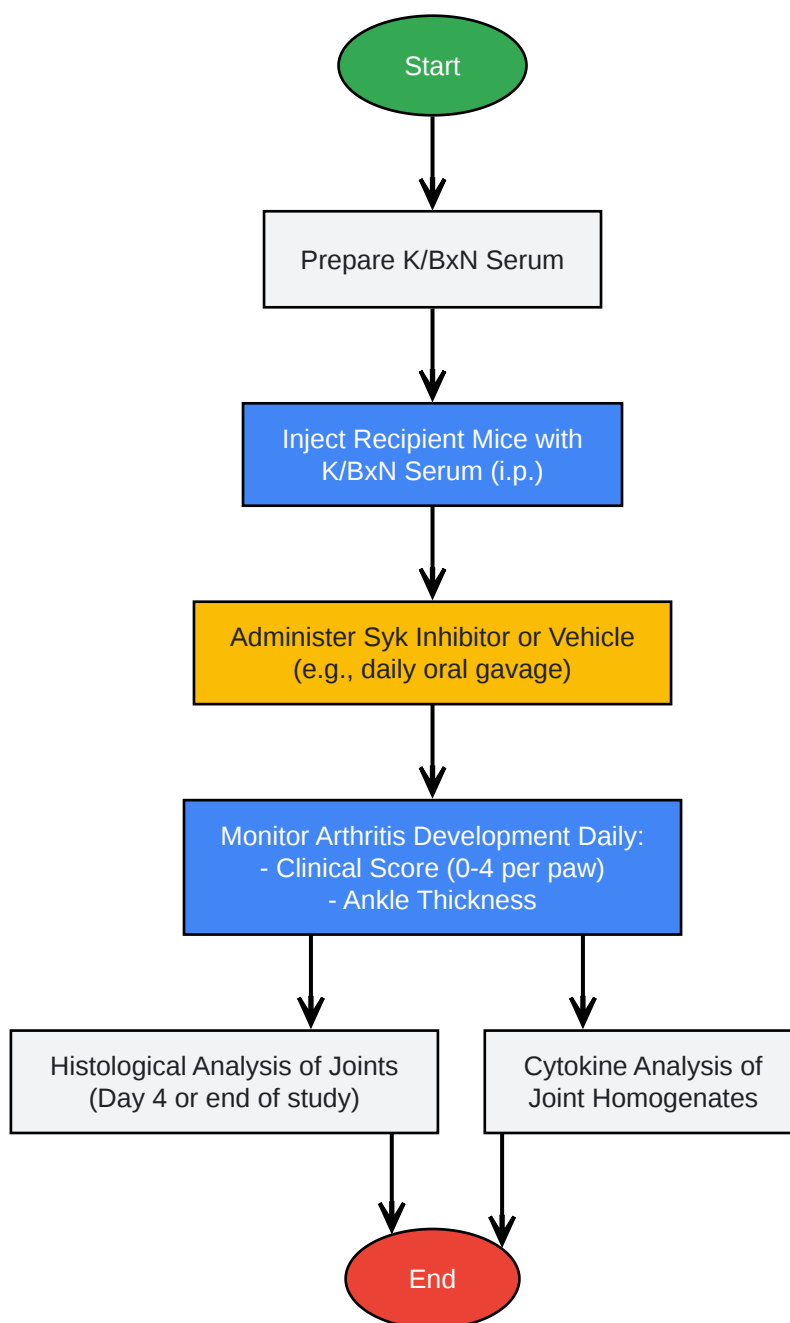 Start
Prepare K/BxN Serum
Inject Recipient Mice with
K/BxN Serum (i.p.)
Administer Syk Inhibitor or Vehicle
(e.g., daily oral gavage)
Monitor Arthritis Development Daily:
- Clinical Score (0-4 per paw)
- Ankle Thickness
Histological Analysis of Joints
(Day 4 or end of study)
Cytokine Analysis of
Joint Homogenates
End